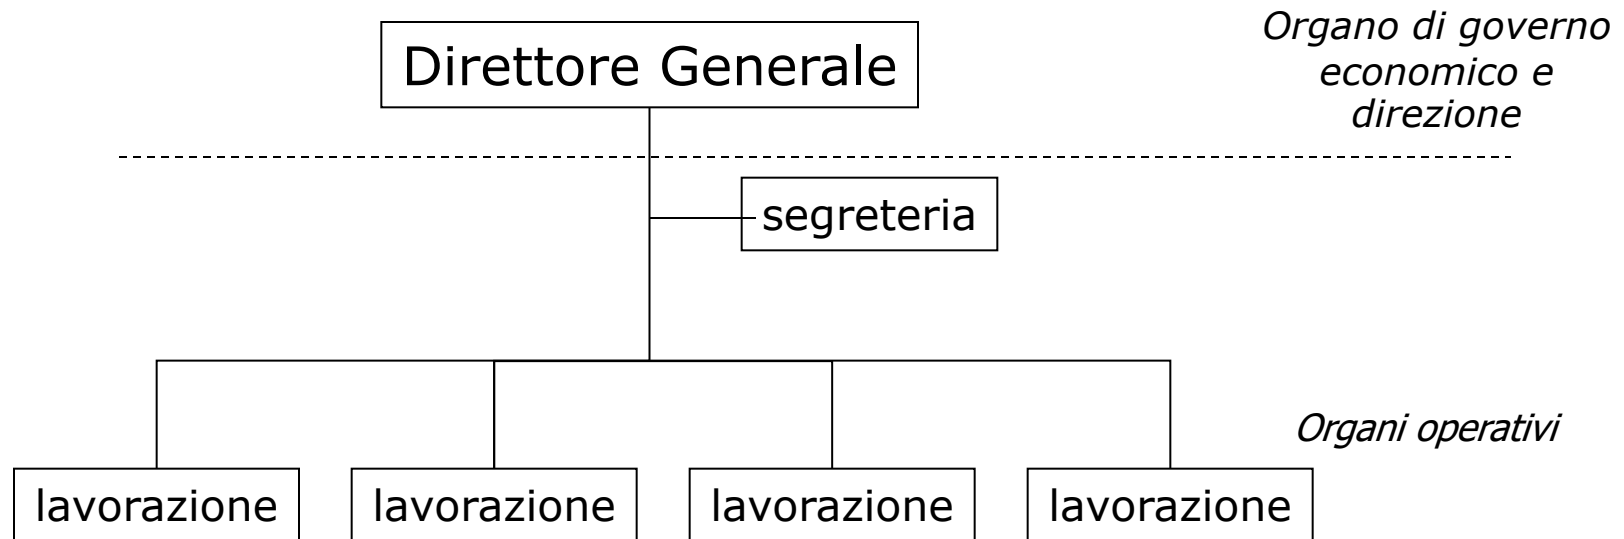 Direttore Generale
Organo di governo
economico e
direzione
segreteria
Organi operativi
lavorazione
lavorazione
lavorazione
lavorazione